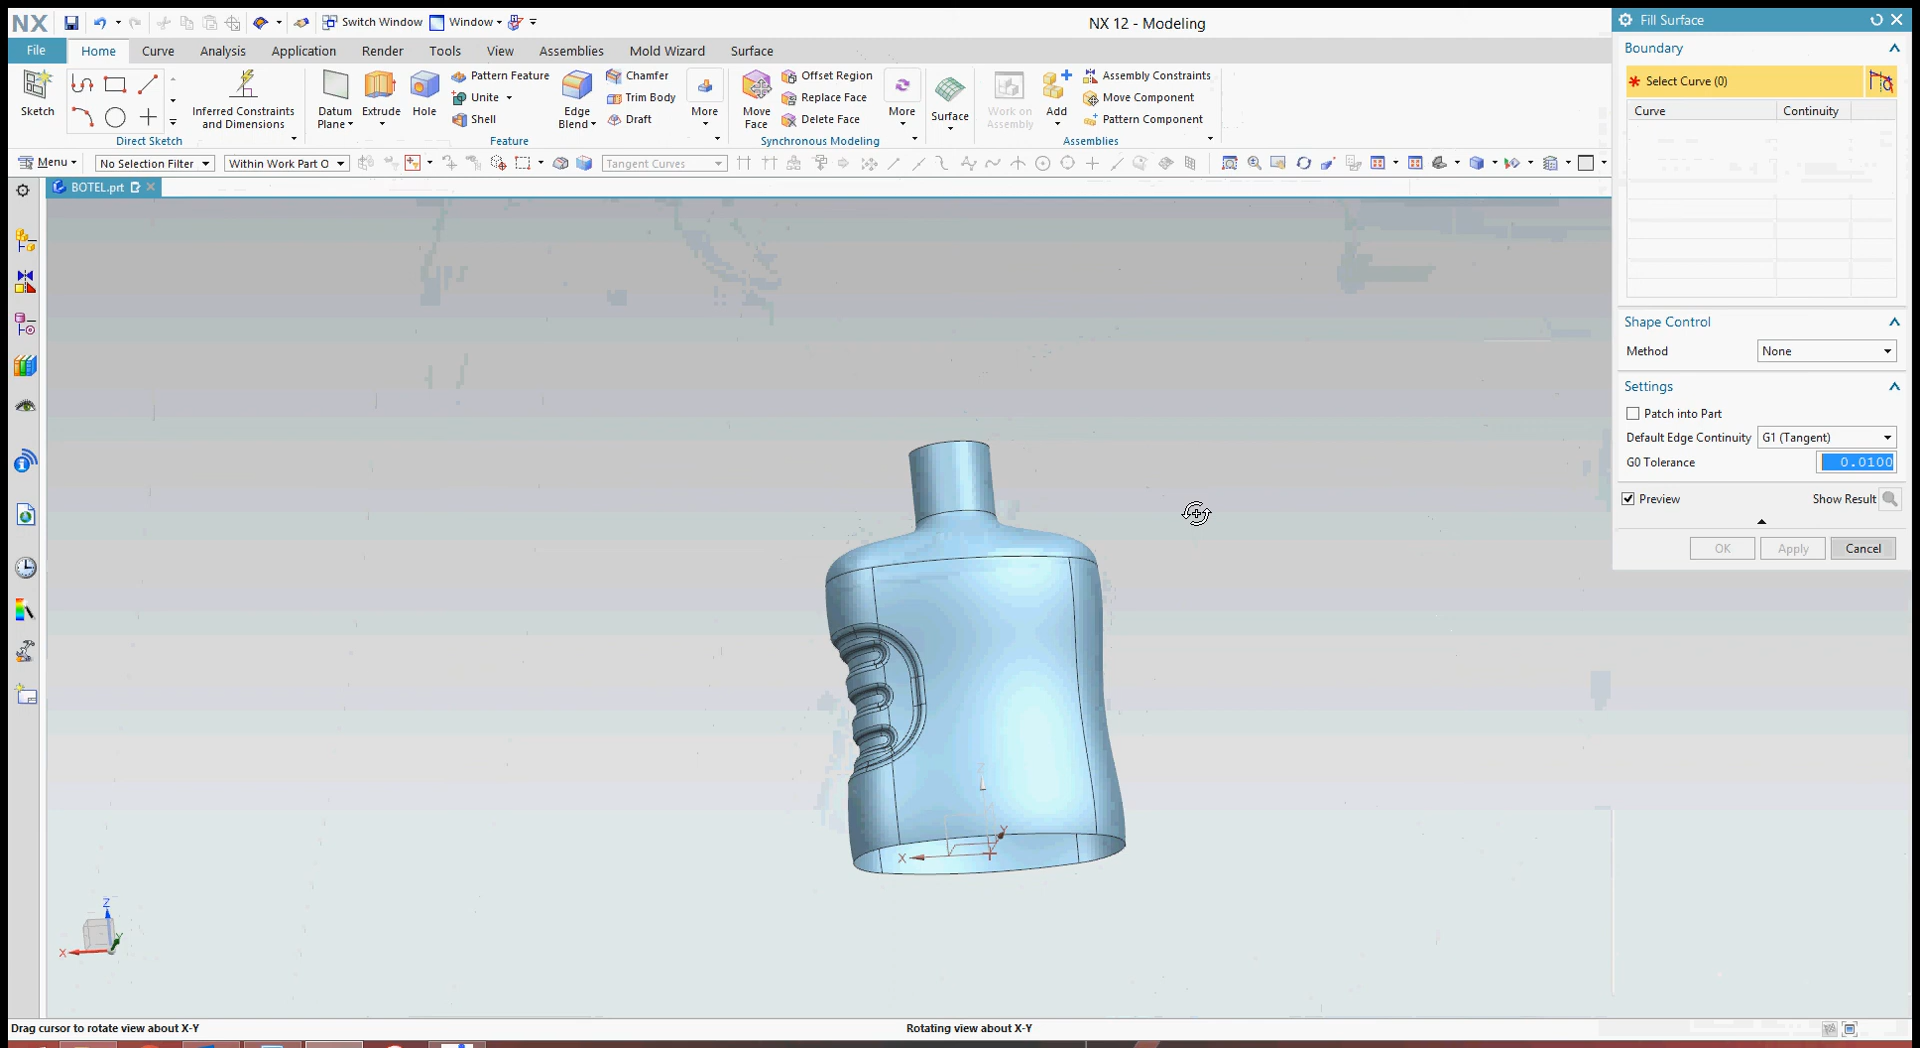 NX
Switch Window
Window
NX 12 - Modeling
Fill Surface
File
Home
Curve
Analysis
Application
Render
Tools
View
Assemblies
Mold Wizard
Surface
Boundary
* Select Curve (0)
Curve
Continuity
Sketch
Inferred Constraints
and Dimensions
Direct Sketch
Datum
Plane
Extrude
Hole
Pattern Feature
Unite
Shell
Edge
Blend
Chamfer
Trim Body
Draft
More
Feature
Move
Face
Offset Region
Replace Face
Delete Face
More
Synchronous Modeling
Surface
Work on
Assembly
Add
Assembly Constraints
Move Component
Pattern Component
Assemblies
Menu
No Selection Filter
Within Work Part O
Tangent Curves
BOTEL.prt
Shape Control
Method
None
Settings
Patch into Part
Default Edge Continuity
G1 (Tangent)
G0 Tolerance
0.0100
Preview
Show Result
OK
Apply
Cancel
Z
Y
X
Z
Y
X
Drag cursor to rotate view about X-Y
Rotating view about X-Y